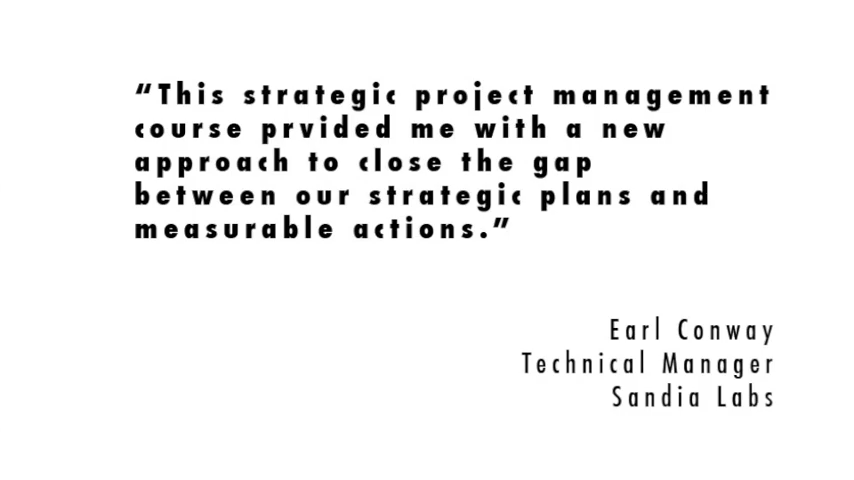 “This strategic project management
course prvided me with a new
approach to close the gap
between our strategic plans and
measurable actions.”
Earl Conway
Technical Manager
Sandia Labs